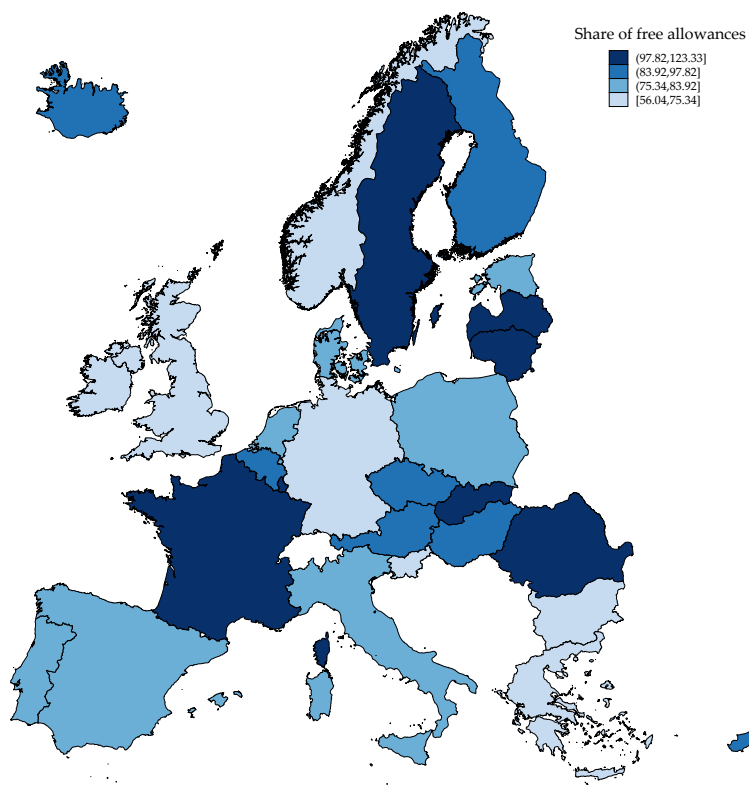 Share of free allowances
(97.82,123.33]
(83.92,97.82]
(75.34,83.92]
[56.04,75.34]